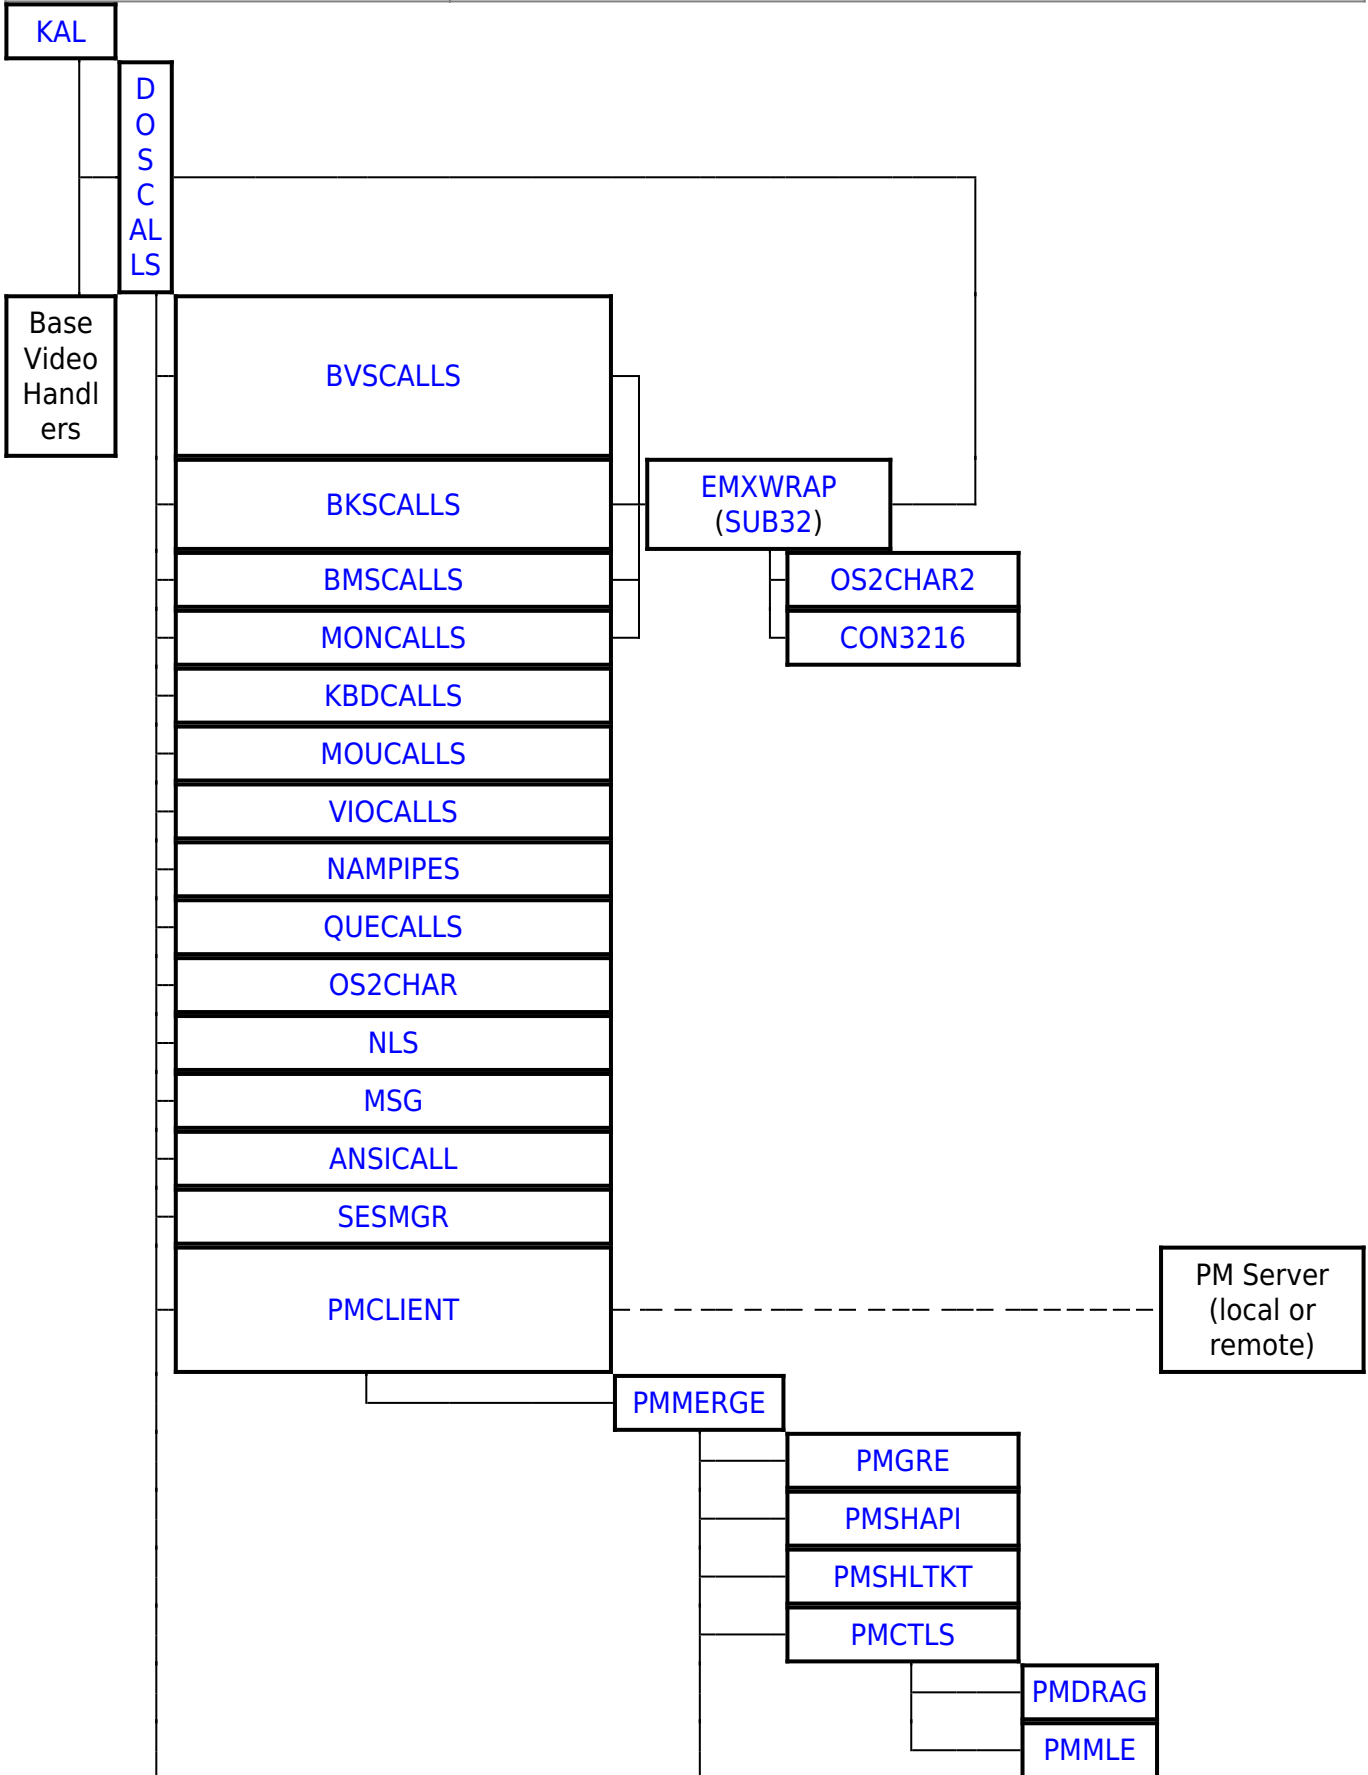 KAL
D
O
S
C
AL
LS
Base
Video
Handl
ers
BVSCALLS
BKSCALLS
EMXWRAP
(SUB32)
BMSCALLS
OS2CHAR2
MONCALLS
CON3216
KBDCALLS
MOUCALLS
VIOCALLS
NAMPIPES
QUECALLS
OS2CHAR
NLS
MSG
ANSICALL
SESMGR
PMCLIENT
PM Server
(local or
remote)
PMMERGE
PMGRE
PMSHAPI
PMSHLTKT
PMCTLS
PMDRAG
PMMLE